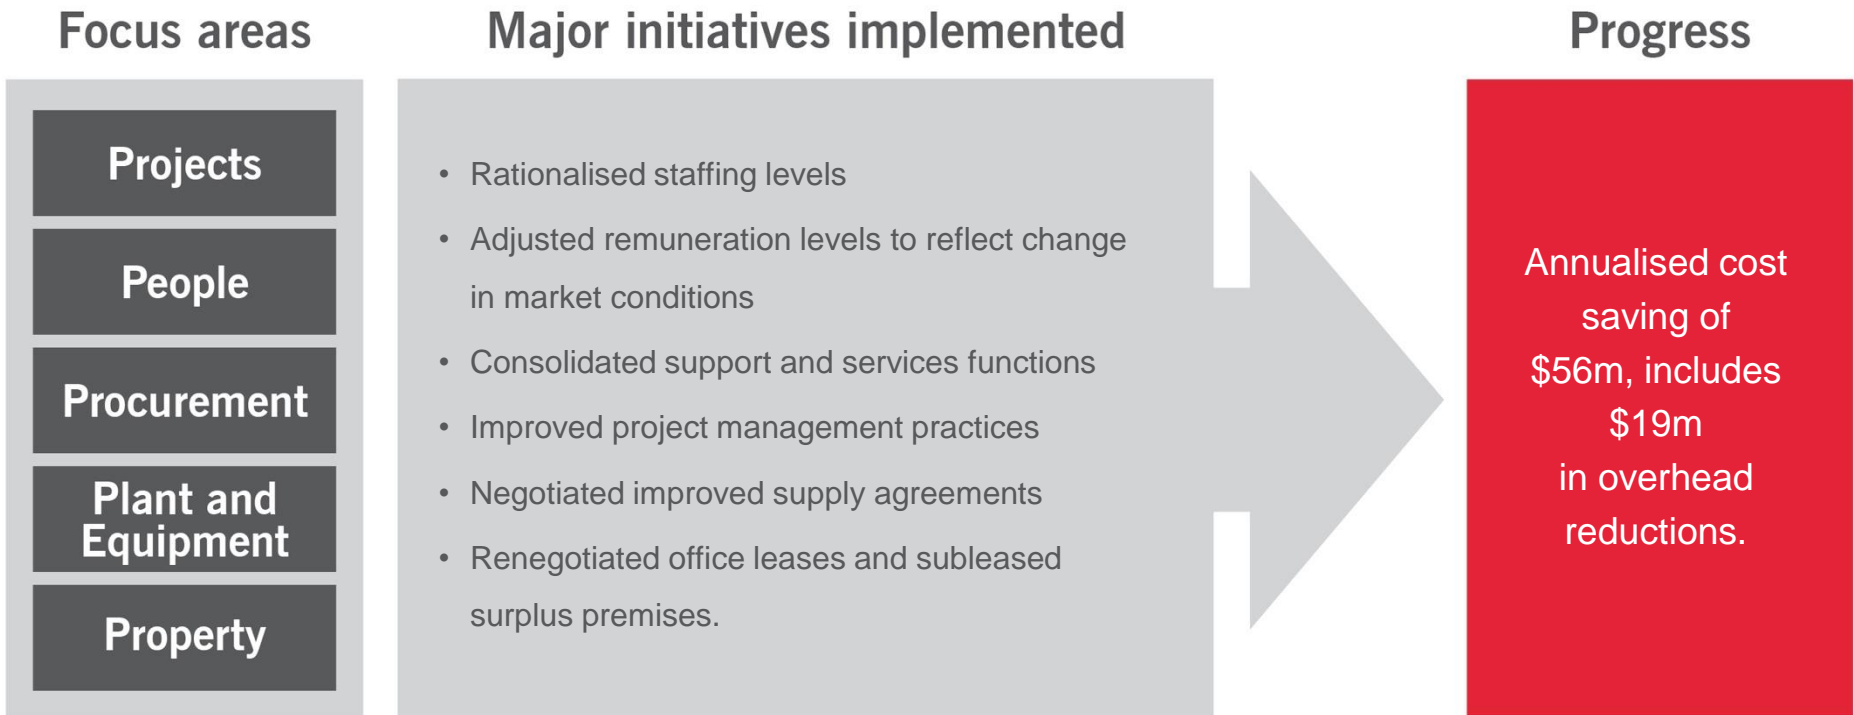 Focus areas
Major initiatives implemented
Progress
Projects
People
Procurement
Plant and
Equipment
Property
• Rationalised staffing levels
• Adjusted remuneration levels to reflect change
in market conditions
• Consolidated support and services functions
• Improved project management practices
• Negotiated improved supply agreements
• Renegotiated office leases and subleased
surplus premises.
Annualised cost
saving of
$56m, includes
$19m
in overhead
reductions.